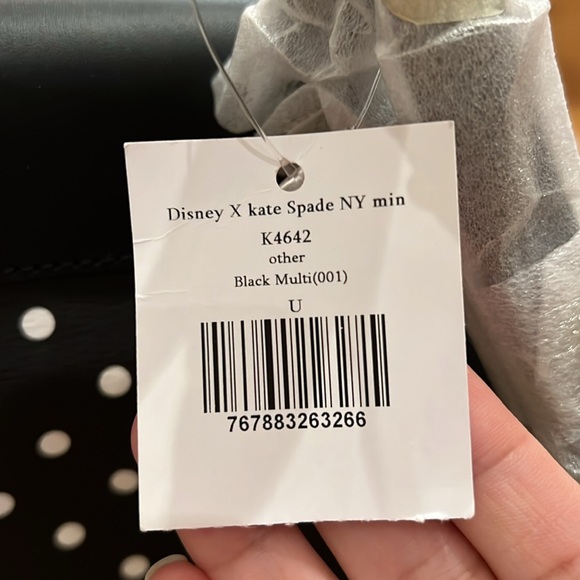 Disney X kate Spade NY min
K4642
other
Black Multi(001)
U
767883263266